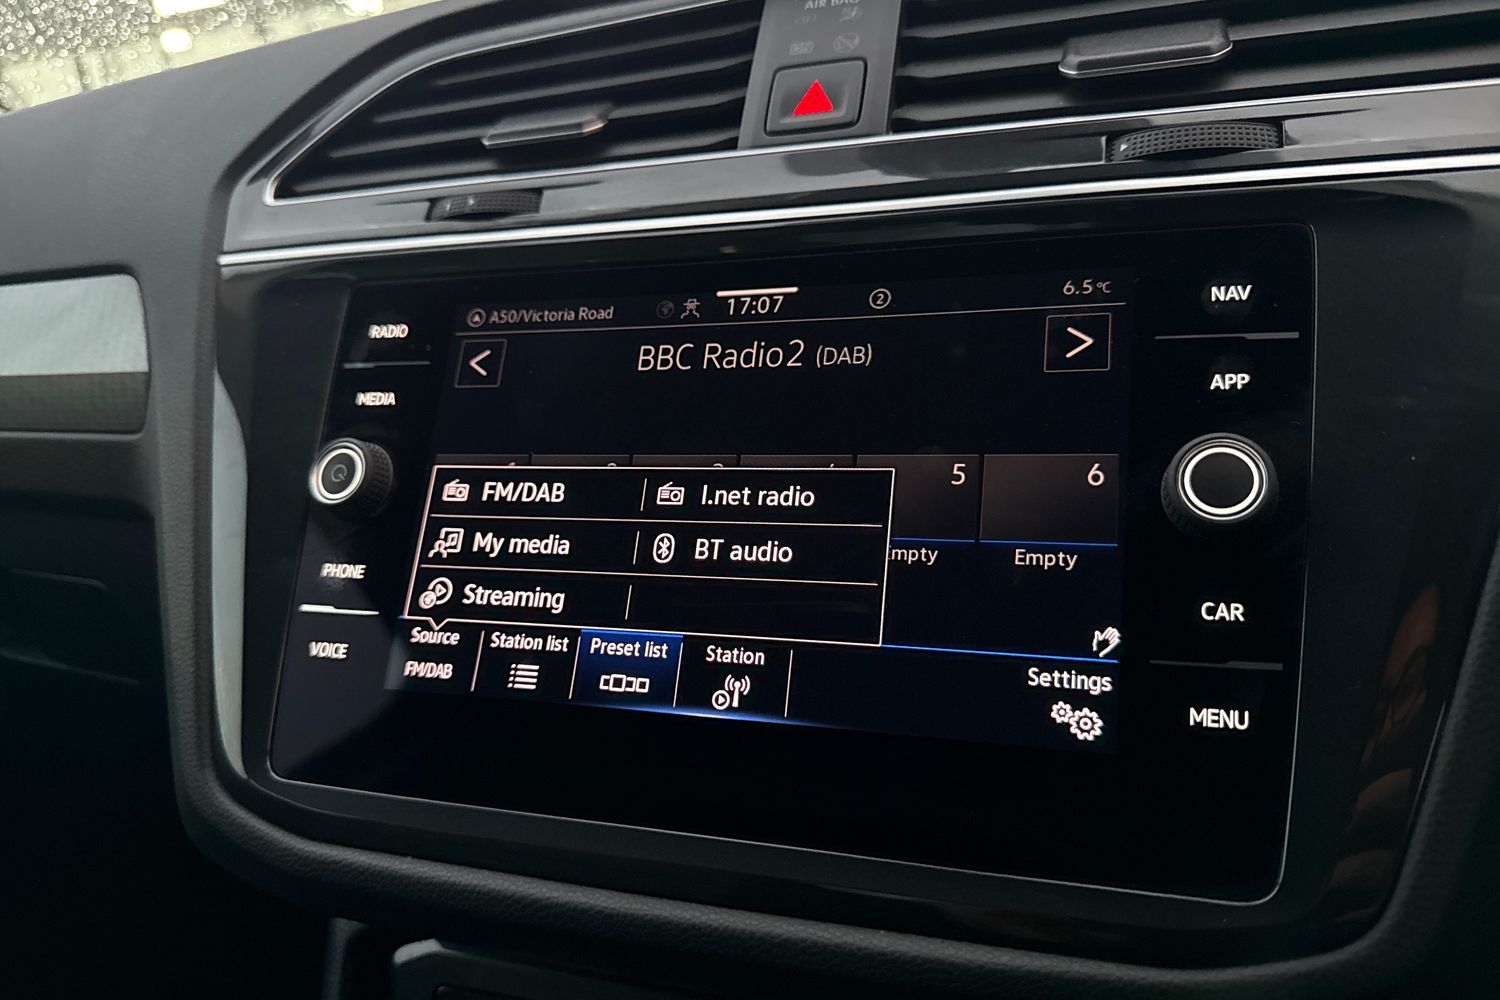 AIR BAG
OFF
ON
RADIO
MEDIA
PHONE
VOICE
A50/Victoria Road
17:07
2
6.5°C
< BBC Radio2 (DAB) >
5
6
FM/DAB
I.net radio
My media
BT audio
Streaming
Empty
Source
FM/DAB
Station list
Preset list
Station
Settings
NAV
APP
CAR
MENU